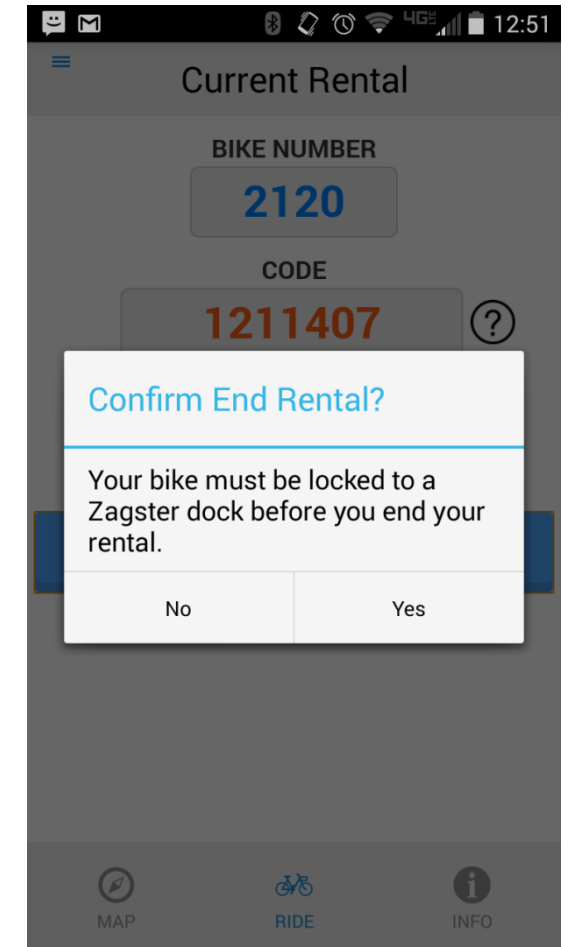 4GE 12:51
Current Rental
BIKE NUMBER
2120
CODE
1211407
?
Confirm End Rental?
Your bike must be locked to a
Zagster dock before you end your
rental.
No Yes
MAP RIDE INFO